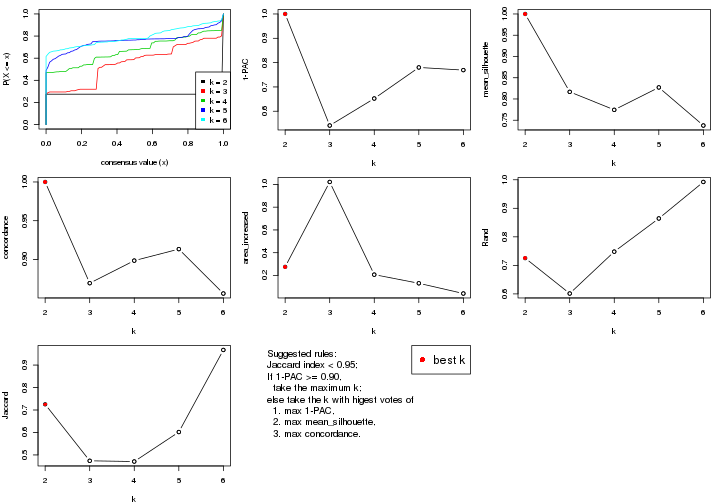 P(X <= x)
0.0 0.2 0.4 0.6 0.8 1.0
k = 2
k = 3
k = 4
k = 5
k = 6
0.0 0.2 0.4 0.6 0.8 1.0
consensus value (x)
1-PAC
0.6 0.7 0.8 0.9 1.0
2 3 4 5 6
k
mean_silhouette
0.75 0.80 0.85 0.90 0.95 1.00
2 3 4 5 6
k
concordance
0.90 0.95 1.00
2 3 4 5 6
k
area_increased
0.2 0.4 0.6 0.8 1.0
2 3 4 5 6
k
Rand
0.6 0.7 0.8 0.9 1.0
2 3 4 5 6
k
Jaccard
0.5 0.6 0.7 0.8 0.9
2 3 4 5 6
k
Suggested rules:
Jaccard index < 0.95;
If 1-PAC >= 0.90,
take the maximum k;
else take the k with higest votes of
1. max 1-PAC,
2. max mean_silhouette,
3. max concordance.
best k